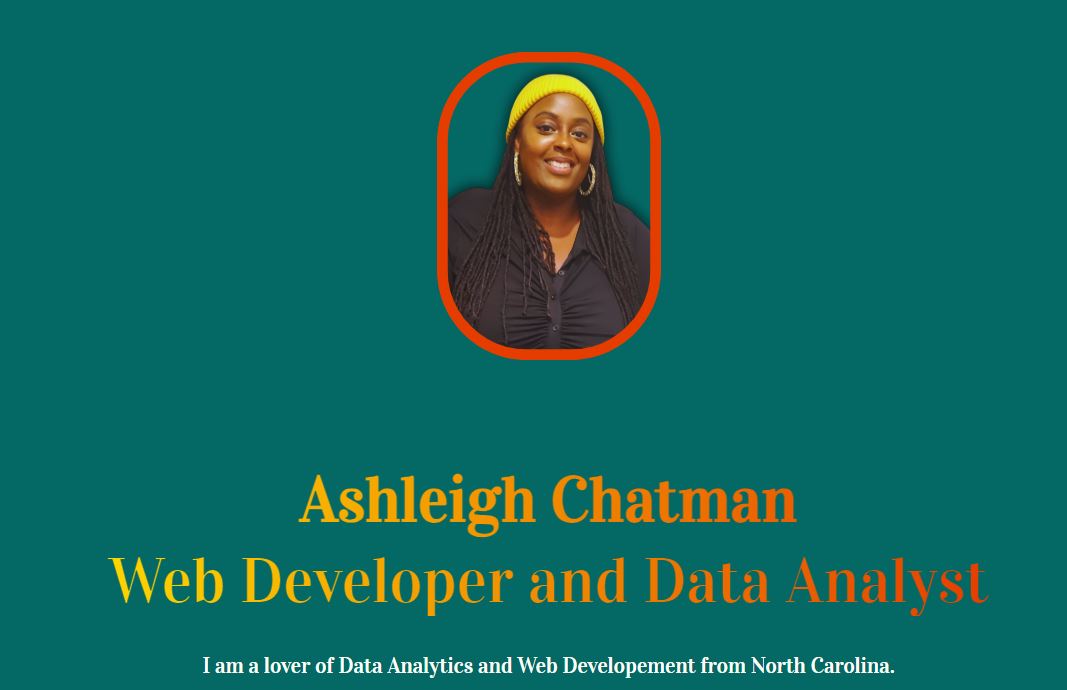 Ashleigh Chatman
Web Developer and Data Analyst
I am a lover of Data Analytics and Web Developement from North Carolina.